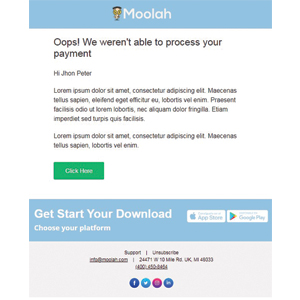 Moolah
Oops! We weren't able to process your
payment
Hi Jhon Peter
Lorem ipsum dolor sit amet, consectetur adipiscing elit. Maecenas
tellus sapien, eleifend eget efficitur eu, lobortis vel enim. Praesent
facilisis odio ut lorem lobortis, nec aliquam dolor fringilla. Etiam
imperdiet sed turpis quis facilisis.
Lorem ipsum dolor sit amet, consectetur adipiscing elit. Maecenas
tellus sapien, lobortis vel enim.
Click Here
Get Start Your Download
App Store
Google Play
Choose your platform
Support | Unsubscribe
info@moolah.com | 24471 W 10 Mile Rd, UK, MI 48033
(430) 453-8464